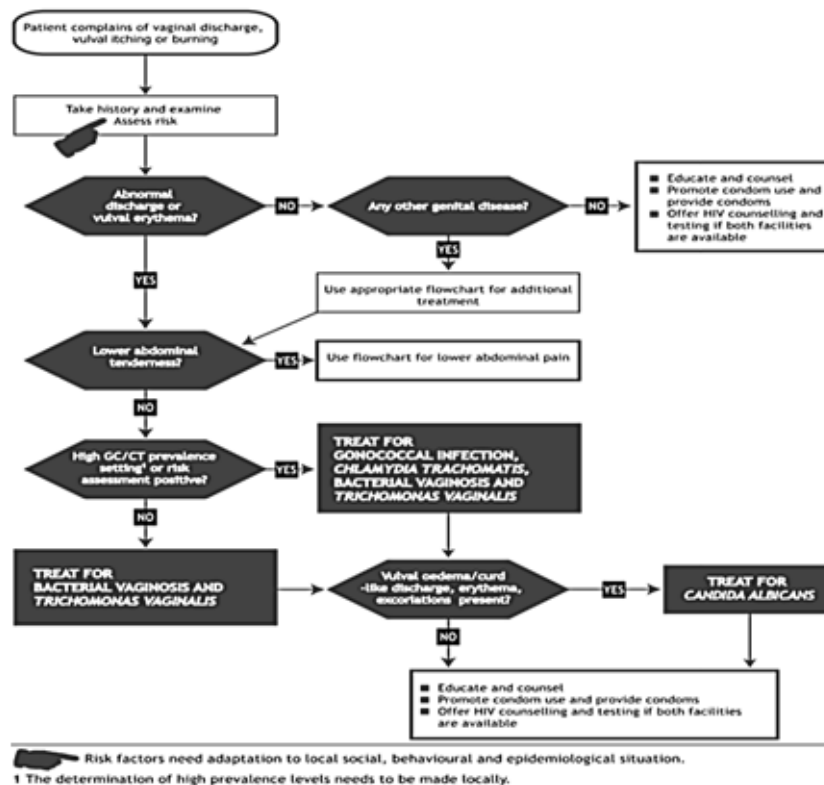 Patient complains of vaginal discharge,
vulval itching or burning
Take history and examine
Assess risk
Abnormal
discharge or
vulval erythema?
NO
Any other genital disease?
NO
■ Educate and counsel
■ Promote condom use and
provide condoms
■ Offer HIV counselling and
testing if both facilities
are available
YES
YES
Use appropriate flowchart for additional
treatment
Lower abdominal
tenderness?
YES
Use flowchart for lower abdominal pain
NO
High GC/CT prevalence
setting¹ or risk
assessment positive?
YES
TREAT FOR
GONOCOCCAL INFECTION,
CHLAMYDIA TRACHOMATIS,
BACTERIAL VAGINOSIS AND
TRICHOMONAS VAGINALIS
NO
TREAT FOR
BACTERIAL VAGINOSIS AND
TRICHOMONAS VAGINALIS
Vulval oedema/curd
-like discharge, erythema,
excoriations present?
YES
TREAT FOR
CANDIDA ALBICANS
NO
■ Educate and counsel
■ Promote condom use and provide condoms
■ Offer HIV counselling and testing if both facilities
are available
Risk factors need adaptation to local social, behavioural and epidemiological situation.
1 The determination of high prevalence levels needs to be made locally.